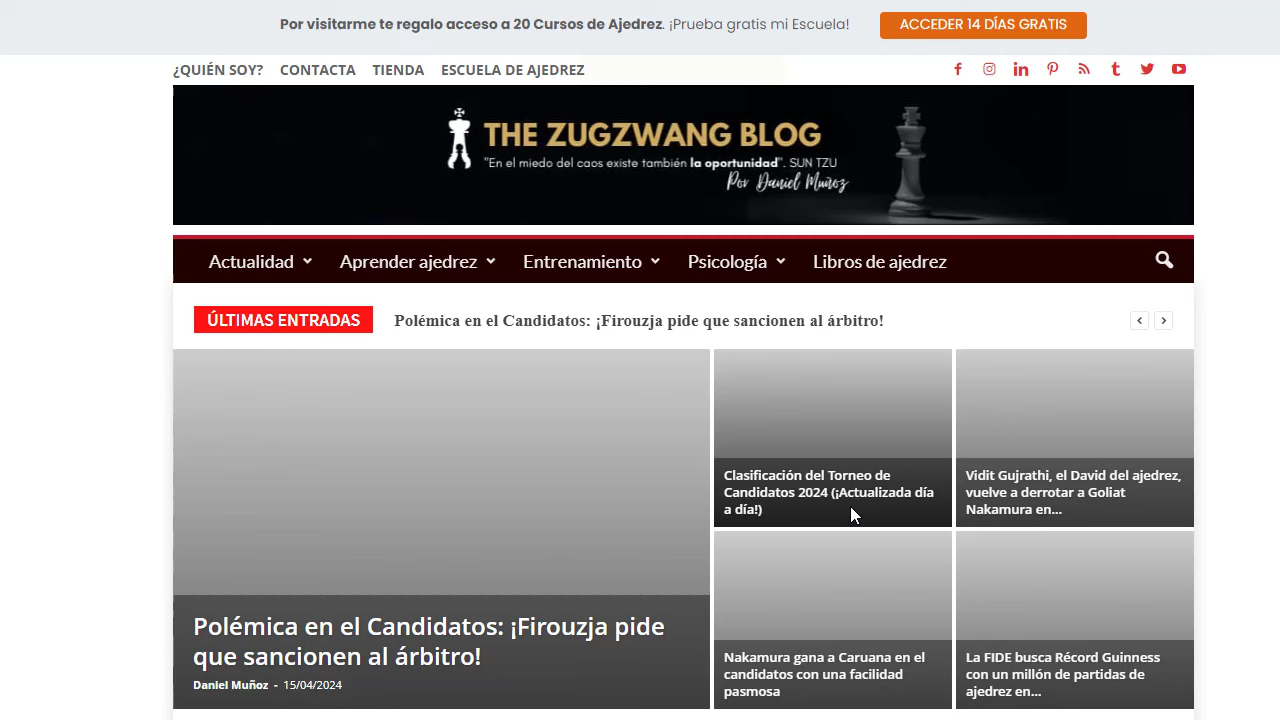 Por visitarme te regalo acceso a 20 Cursos de Ajedrez. ¡Prueba gratis mi Escuela!
ACCEDER 14 DÍAS GRATIS
¿QUIÉN SOY? CONTACTA TIENDA ESCUELA DE AJEDREZ
THE ZUGZWANG BLOG
"En el miedo del caos existe también la oportunidad". SUN TZU
Por Daniel Muñoz
Actualidad Aprender ajedrez Entrenamiento Psicología Libros de ajedrez
ÚLTIMAS ENTRADAS
Polémica en el Candidatos: ¡Firouzja pide que sancionen al árbitro!
Polémica en el Candidatos: ¡Firouzja pide
que sancionen al árbitro!
Daniel Muñoz - 15/04/2024
Clasificación del Torneo de
Candidatos 2024 (¡Actualizada día
a día!)
Vidit Gujrathi, el David del ajedrez,
vuelve a derrotar a Goliat
Nakamura en...
Nakamura gana a Caruana en el
candidatos con una facilidad
pasmosa
La FIDE busca Récord Guinness
con un millón de partidas de
ajedrez en...